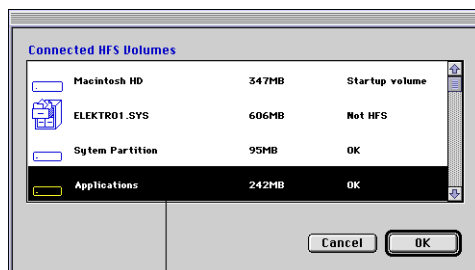 Connected HFS Volumes
Macintosh HD 347MB Startup volume
ELEKTRO1.SYS 606MB Not HFS
Sytem Partition 95MB OK
Applications 242MB OK
Cancel OK